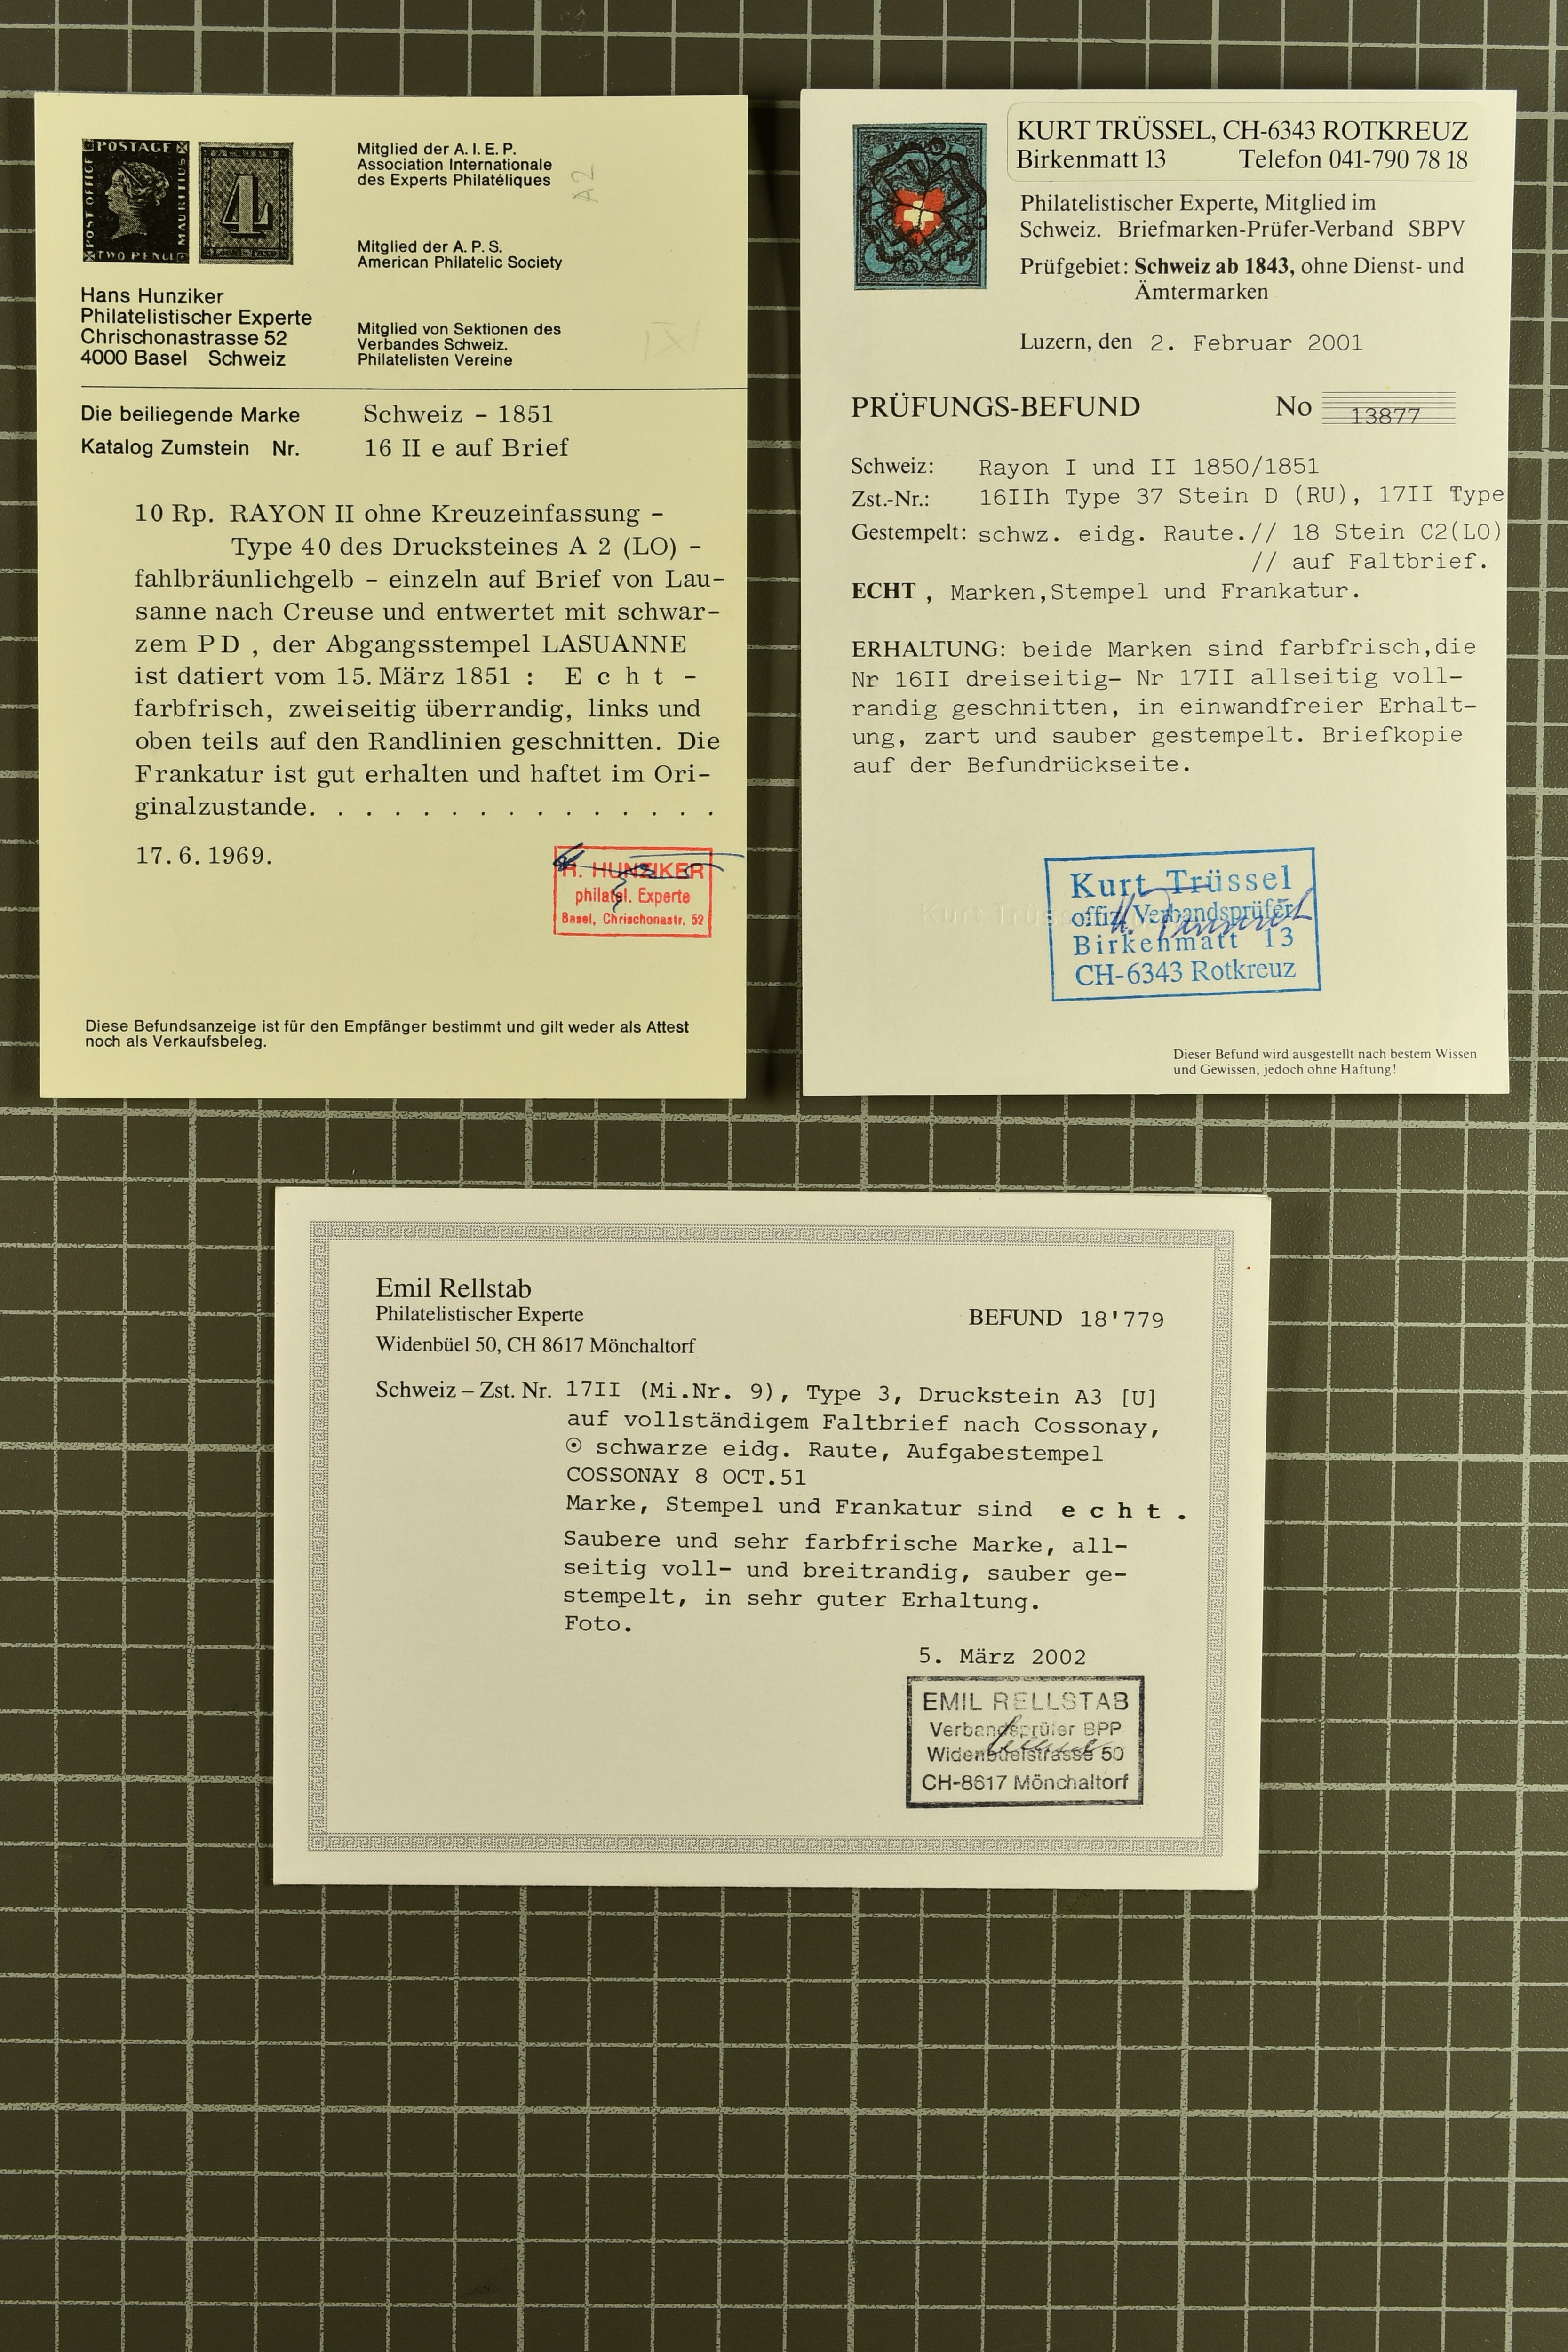 POSTAGE
POST OFFICE
MAURITIUS
TWO PENCE
4
Mitglied der A. I. E. P.
Association Internationale
des Experts Philatéliques
A2
Mitglied der A. P. S.
American Philatelic Society
Hans Hunziker
Philatelistischer Experte
Chrischonastrasse 52
4000 Basel Schweiz
Mitglied von Sektionen des
Verbandes Schweiz.
Philatelisten Vereine
Die beiliegende Marke Schweiz - 1851
Katalog Zumstein Nr. 16 II e auf Brief
10 Rp. RAYON II ohne Kreuzeinfassung -
Type 40 des Drucksteines A 2 (LO) -
fahlbräunlichgelb - einzeln auf Brief von Lau-
sanne nach Creuse und entwertet mit schwar-
zem P D , der Abgangsstempel LASUANNE
ist datiert vom 15. März 1851 : E c h t -
farbfrisch, zweiseitig überrandig, links und
oben teils auf den Randlinien geschnitten. Die
Frankatur ist gut erhalten und haftet im Ori-
ginalzustande. . . . . . . . . . . . . . .
17. 6. 1969.
H. HUNZIKER
philatel. Experte
Basel, Chrischonastr. 52
Diese Befundsanzeige ist für den Empfänger bestimmt und gilt weder als Attest
noch als Verkaufsbeleg.
KURT TRÜSSEL, CH-6343 ROTKREUZ
Birkenmatt 13 Telefon 041-790 78 18
Philatelistischer Experte, Mitglied im
Schweiz. Briefmarken-Prüfer-Verband SBPV
Prüfgebiet: Schweiz ab 1843, ohne Dienst- und
Ämtermarken
Luzern, den 2. Februar 2001
PRÜFUNGS-BEFUND No 13877
Schweiz: Rayon I und II 1850/1851
Zst.-Nr.: 16IIh Type 37 Stein D (RU), 17II Type
Gestempelt: schwz. eidg. Raute.// 18 Stein C2(LO)
// auf Faltbrief.
ECHT , Marken,Stempel und Frankatur.
ERHALTUNG: beide Marken sind farbfrisch,die
Nr 16II dreiseitig- Nr 17II allseitig voll-
randig geschnitten, in einwandfreier Erhalt-
ung, zart und sauber gestempelt. Briefkopie
auf der Befundrückseite.
Kurt Trüssel
offiz. Verbandsprüfer
Birkenmatt 13
CH-6343 Rotkreuz
Dieser Befund wird ausgestellt nach bestem Wissen
und Gewissen, jedoch ohne Haftung!
Emil Rellstab
Philatelistischer Experte
Widenbüel 50, CH 8617 Mönchaltorf
BEFUND 18'779
Schweiz – Zst. Nr. 17II (Mi.Nr. 9), Type 3, Druckstein A3 [U]
auf vollständigem Faltbrief nach Cossonay,
⊙ schwarze eidg. Raute, Aufgabestempel
COSSONAY 8 OCT.51
Marke, Stempel und Frankatur sind e c h t .
Saubere und sehr farbfrische Marke, all-
seitig voll- und breitrandig, sauber ge-
stempelt, in sehr guter Erhaltung.
Foto.
5. März 2002
EMIL RELLSTAB
Verbandsprüfer BPP
Widenbüelstrasse 50
CH-8617 Mönchaltorf